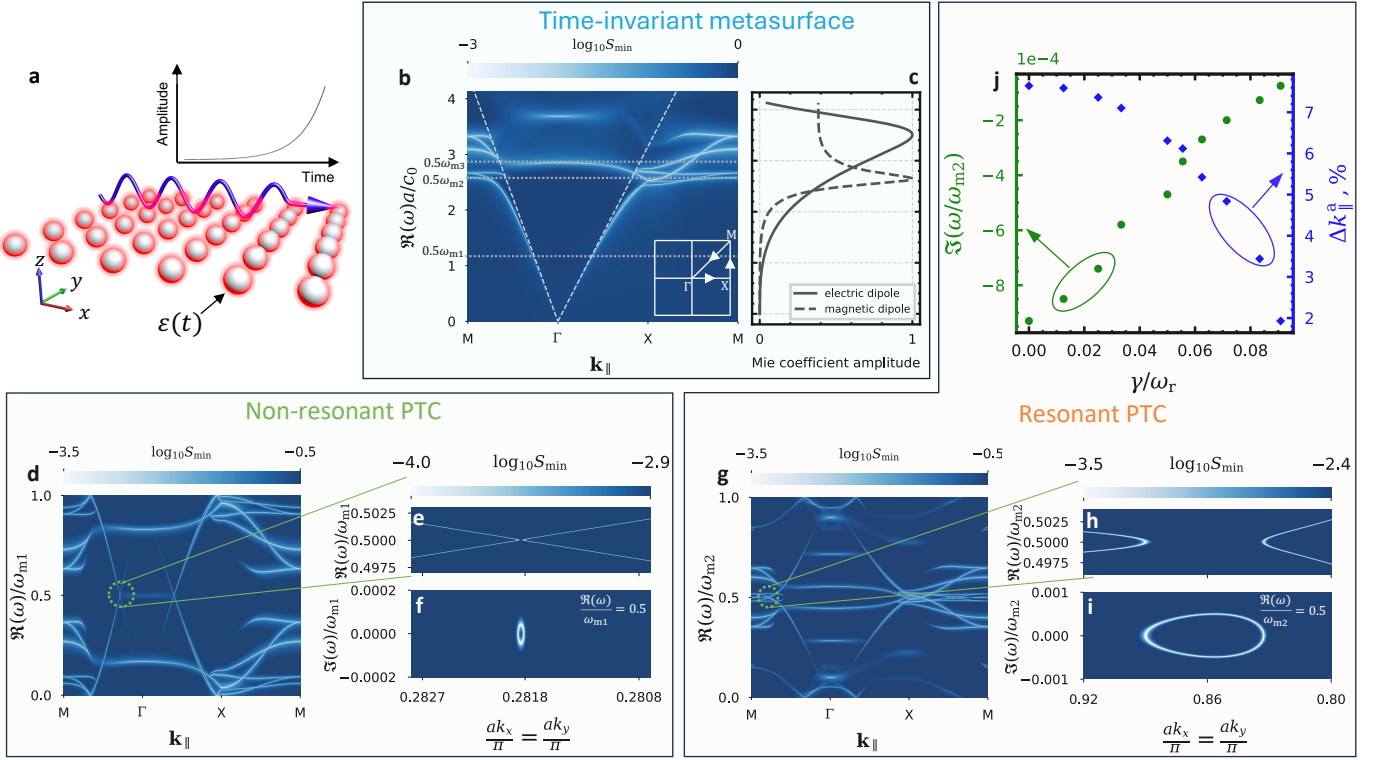 a
Amplitude
Time
ε(t)
z
y
x
Time-invariant metasurface
−3
log₁₀S_min
0
b
c
ℜ(ω)a/c₀
4
3
2
1
0
0.5ω_m3
0.5ω_m2
0.5ω_m1
M
Γ
X
M
k_∥
M
Γ
X
electric dipole
magnetic dipole
0
1
Mie coefficient amplitude
j
1e−4
ℑ(ω/ω_m2)
−2
−4
−6
−8
7
6
5
4
3
2
Δk_∥^a, %
0.00
0.02
0.04
0.06
0.08
γ/ω_r
Non-resonant PTC
d
−3.5
log₁₀S_min
−0.5
ℜ(ω)/ω_m1
1.0
0.5
0.0
M
Γ
X
M
k_∥
−4.0
log₁₀S_min
−2.9
e
ℜ(ω)/ω_m1
0.5025
0.5000
0.4975
f
ℜ(ω)/ω_m1 = 0.5
ℑ(ω)/ω_m1
0.0002
0.0000
−0.0002
0.2827
0.2818
0.2808
ak_x/π = ak_y/π
Resonant PTC
g
−3.5
log₁₀S_min
−0.5
ℜ(ω)/ω_m2
1.0
0.5
0.0
M
Γ
X
M
k_∥
−3.5
log₁₀S_min
−2.4
h
ℜ(ω)/ω_m2
0.5025
0.5000
0.4975
i
ℜ(ω)/ω_m2 = 0.5
ℑ(ω)/ω_m2
0.001
0.000
−0.001
0.92
0.86
0.80
ak_x/π = ak_y/π